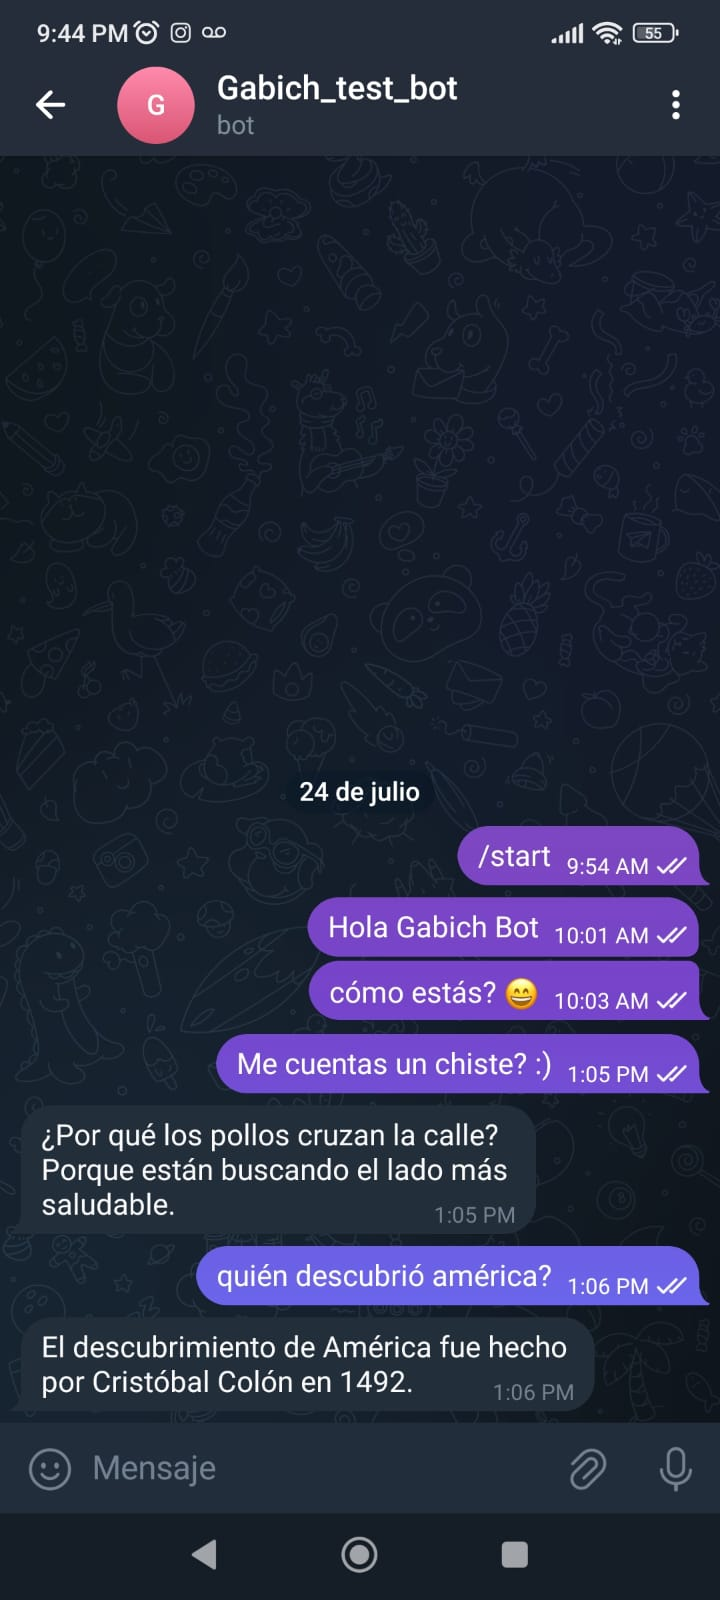 9:44 PM
55
G
Gabich_test_bot
bot
24 de julio
/start 9:54 AM
Hola Gabich Bot 10:01 AM
cómo estás? 😄 10:03 AM
Me cuentas un chiste? :) 1:05 PM
¿Por qué los pollos cruzan la calle?
Porque están buscando el lado más
saludable. 1:05 PM
quién descubrió américa? 1:06 PM
El descubrimiento de América fue hecho
por Cristóbal Colón en 1492. 1:06 PM
Mensaje